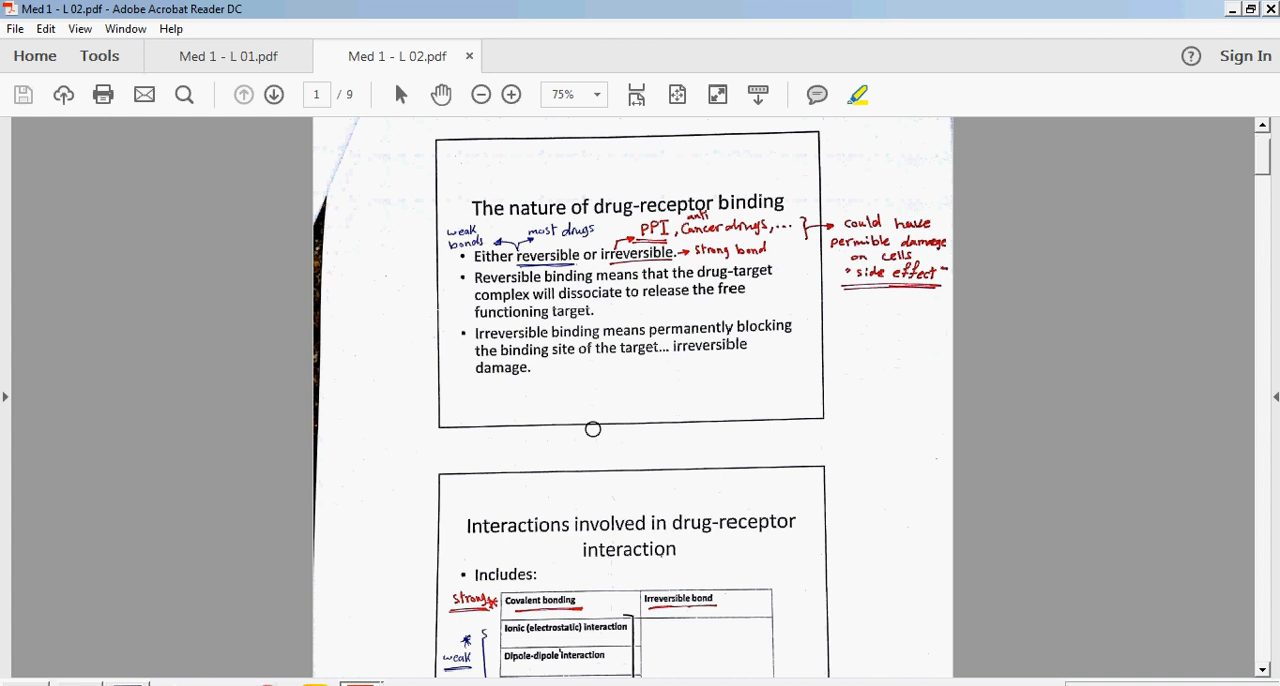 Med 1 - L 02.pdf - Adobe Acrobat Reader DC
File Edit View Window Help
Home Tools Med 1 - L 01.pdf Med 1 - L 02.pdf × ? Sign In
1 / 9 75%
The nature of drug-receptor binding
weak bonds
most drugs
PPI, anti Cancer drugs, ...
could have
permible damage
on cells
"side effect"
• Either reversible or irreversible. → strong bond
• Reversible binding means that the drug-target
complex will dissociate to release the free
functioning target.
• Irreversible binding means permanently blocking
the binding site of the target... irreversible
damage.
Interactions involved in drug-receptor
interaction
• Includes:
strong
Covalent bonding Irreversible bond
Ionic (electrostatic) interaction
weak
Dipole-dipole interaction